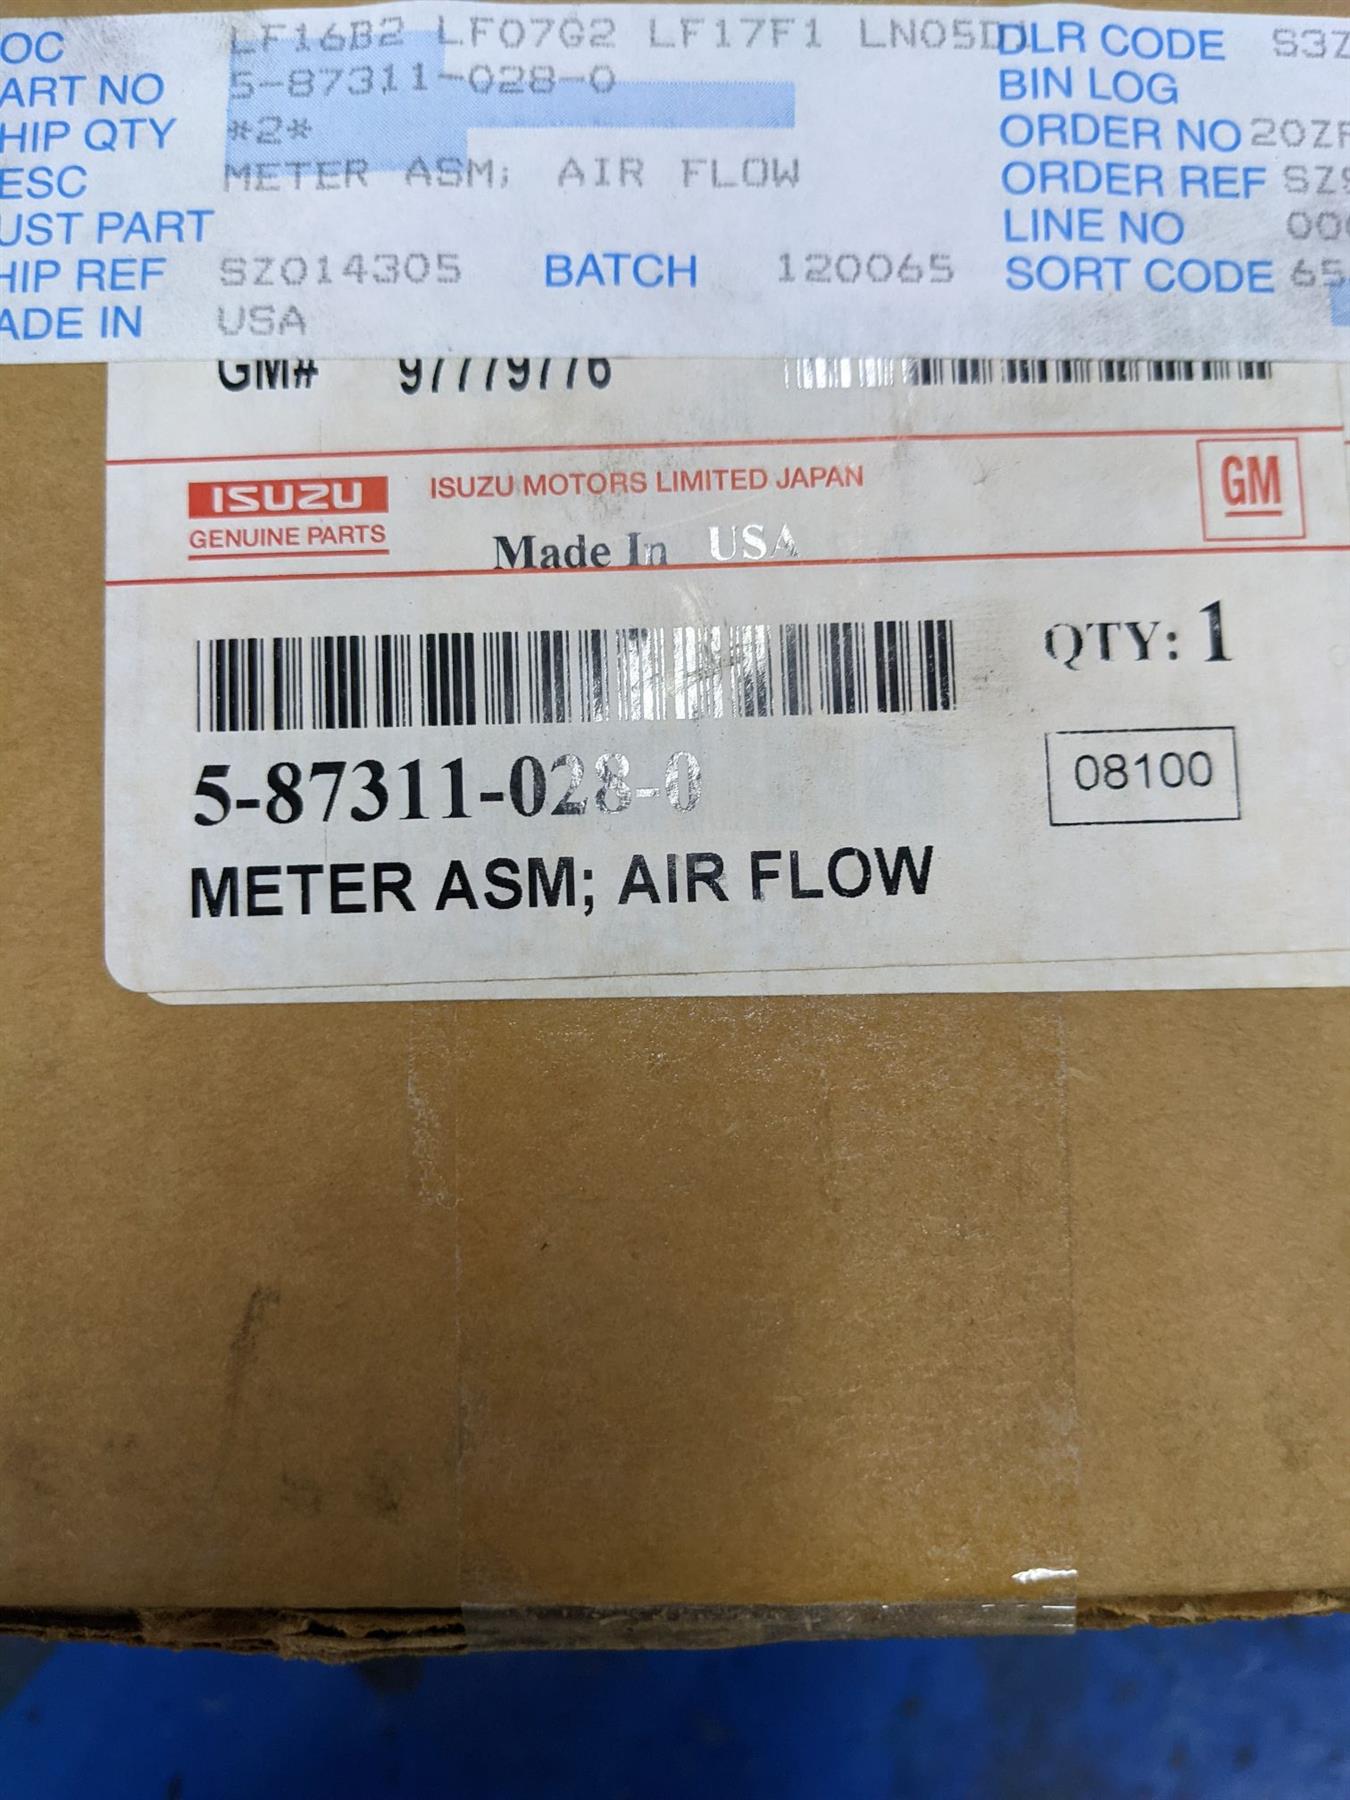 OC LF16B2 LF07G2 LF17F1 LN05D DLR CODE S3Z
ART NO 5-87311-028-0 BIN LOG
HIP QTY *2* ORDER NO 20ZF
ESC METER ASM; AIR FLOW ORDER REF SZ9
UST PART LINE NO 00
HIP REF SZ014305 BATCH 120065 SORT CODE 65
ADE IN USA
GM# 97779776
ISUZU ISUZU MOTORS LIMITED JAPAN GM
GENUINE PARTS
Made In USA
QTY: 1
5-87311-028-0 08100
METER ASM; AIR FLOW